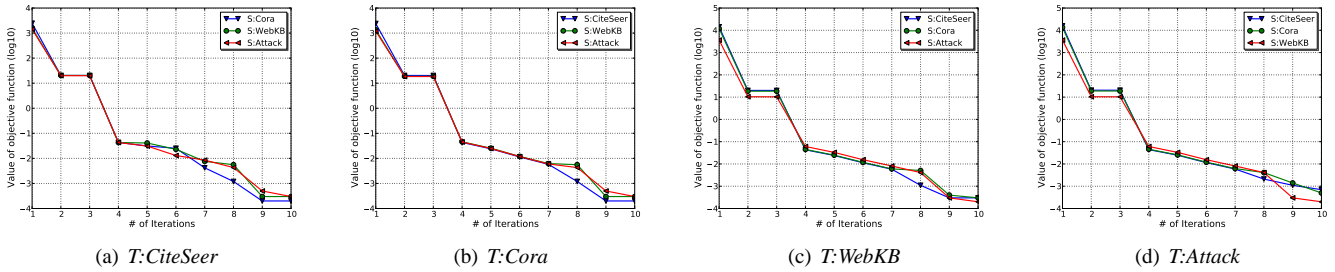 Value of objective function (log10)
4
3
2
1
0
−1
−2
−3
−4
1 2 3 4 5 6 7 8 9 10
# of Iterations
S:Cora
S:WebKB
S:Attack
(a) T:CiteSeer
Value of objective function (log10)
4
3
2
1
0
−1
−2
−3
−4
1 2 3 4 5 6 7 8 9 10
# of Iterations
S:CiteSeer
S:WebKB
S:Attack
(b) T:Cora
Value of objective function (log10)
5
4
3
2
1
0
−1
−2
−3
−4
1 2 3 4 5 6 7 8 9 10
# of Iterations
S:CiteSeer
S:Cora
S:Attack
(c) T:WebKB
Value of objective function (log10)
5
4
3
2
1
0
−1
−2
−3
−4
1 2 3 4 5 6 7 8 9 10
# of Iterations
S:CiteSeer
S:Cora
S:WebKB
(d) T:Attack